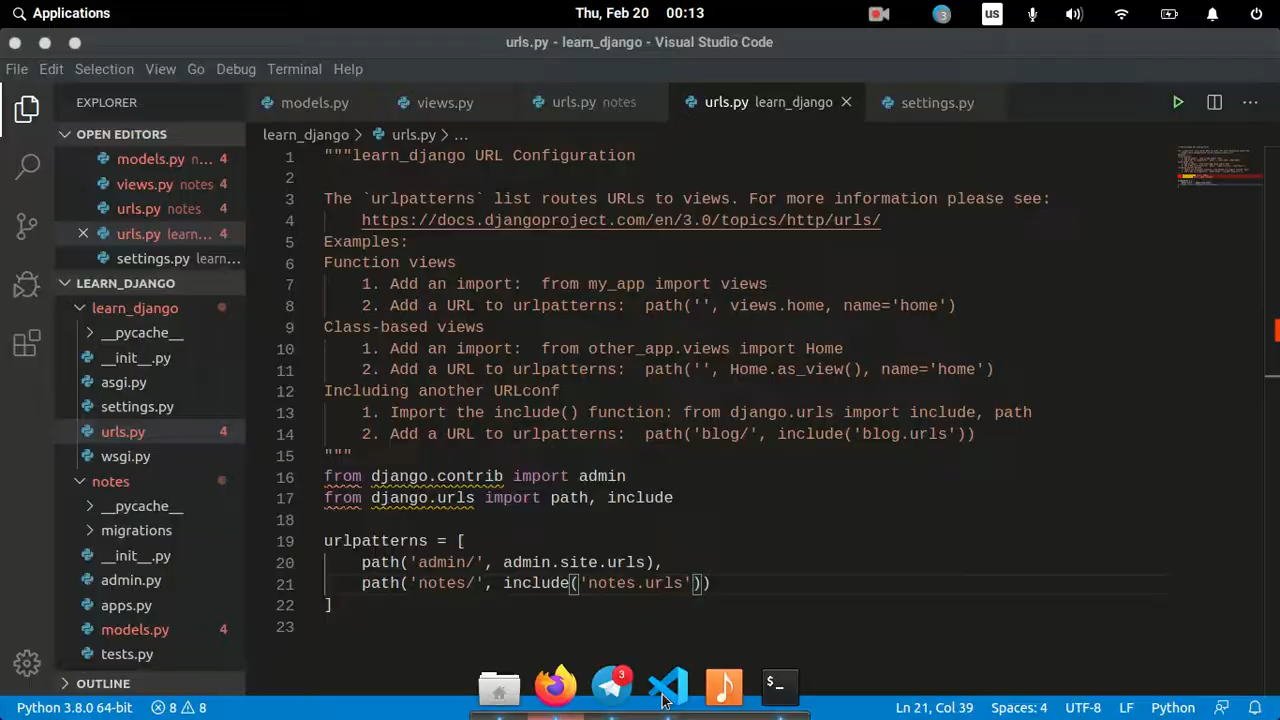 Applications
Thu, Feb 20 00:13
3
us
urls.py - learn_django - Visual Studio Code
File Edit Selection View Go Debug Terminal Help
EXPLORER
models.py
views.py
urls.py notes
urls.py learn_django
settings.py
OPEN EDITORS
models.py n... 4
views.py notes 4
urls.py notes 4
urls.py learn... 4
settings.py learn...
LEARN_DJANGO
learn_django
__pycache__
__init__.py
asgi.py
settings.py
urls.py 4
wsgi.py
notes
__pycache__
migrations
__init__.py
admin.py
apps.py
models.py 4
tests.py
OUTLINE
learn_django > urls.py > ...
1 """learn_django URL Configuration
2
3 The `urlpatterns` list routes URLs to views. For more information please see:
4 https://docs.djangoproject.com/en/3.0/topics/http/urls/
5 Examples:
6 Function views
7 1. Add an import:  from my_app import views
8 2. Add a URL to urlpatterns:  path('', views.home, name='home')
9 Class-based views
10 1. Add an import:  from other_app.views import Home
11 2. Add a URL to urlpatterns:  path('', Home.as_view(), name='home')
12 Including another URLconf
13 1. Import the include() function: from django.urls import include, path
14 2. Add a URL to urlpatterns:  path('blog/', include('blog.urls'))
15 """
16 from django.contrib import admin
17 from django.urls import path, include
18
19 urlpatterns = [
20 path('admin/', admin.site.urls),
21 path('notes/', include('notes.urls'))
22 ]
23
3
$_
Python 3.8.0 64-bit 8 8 Ln 21, Col 39 Spaces: 4 UTF-8 LF Python